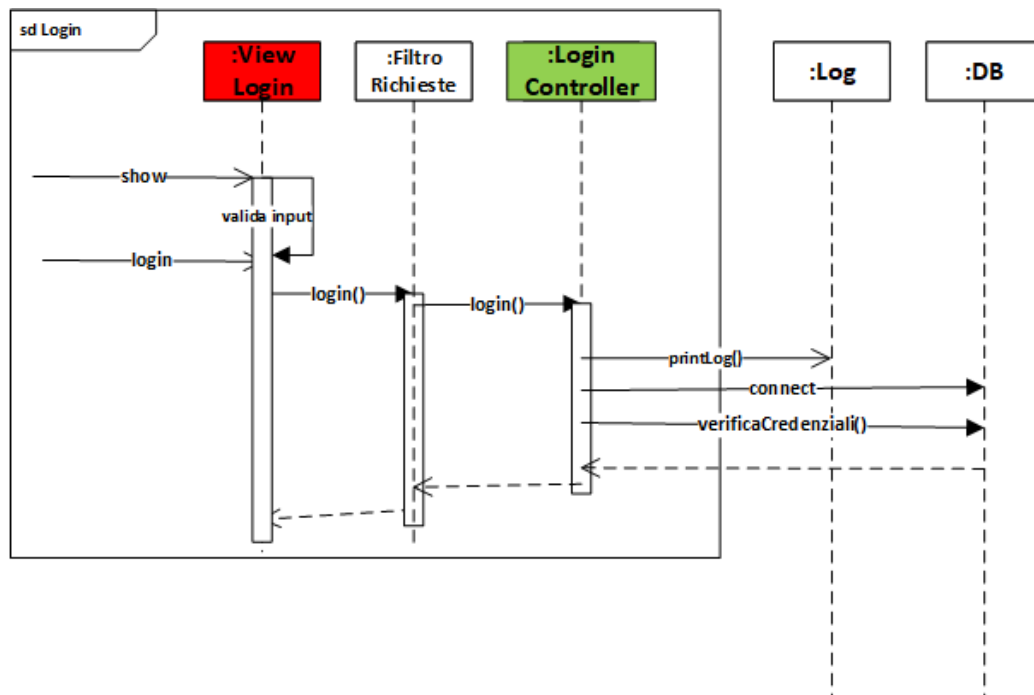 sd Login
:View
Login
:Filtro
Richieste
:Login
Controller
:Log
:DB
show
valida input
login
login()
login()
printLog()
connect
verificaCredenziali()